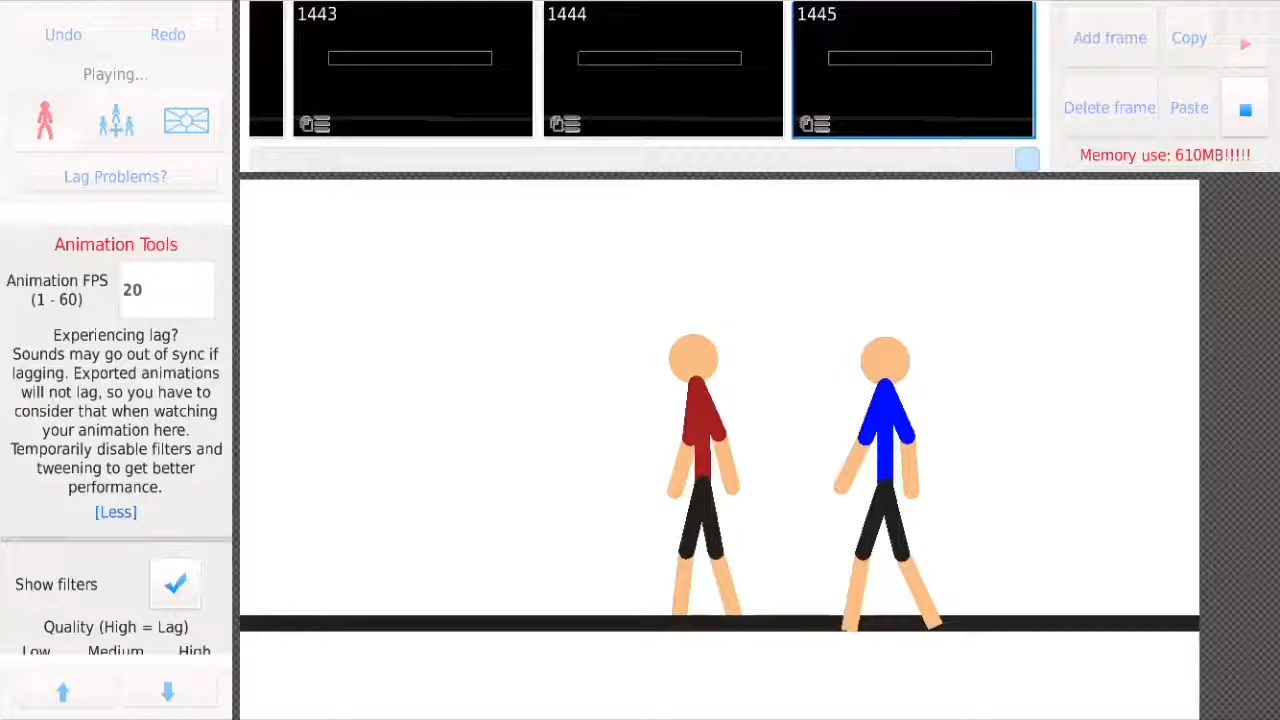 Undo
Redo
Playing...
Lag Problems?
Animation Tools
Animation FPS
(1 - 60)
20
Experiencing lag?
Sounds may go out of sync if
lagging. Exported animations
will not lag, so you have to
consider that when watching
your animation here.
Temporarily disable filters and
tweening to get better
performance.
[Less]
Show filters
Quality (High = Lag)
Low
Medium
High
1443
1444
1445
Add frame
Copy
Delete frame
Paste
Memory use: 610MB!!!!!